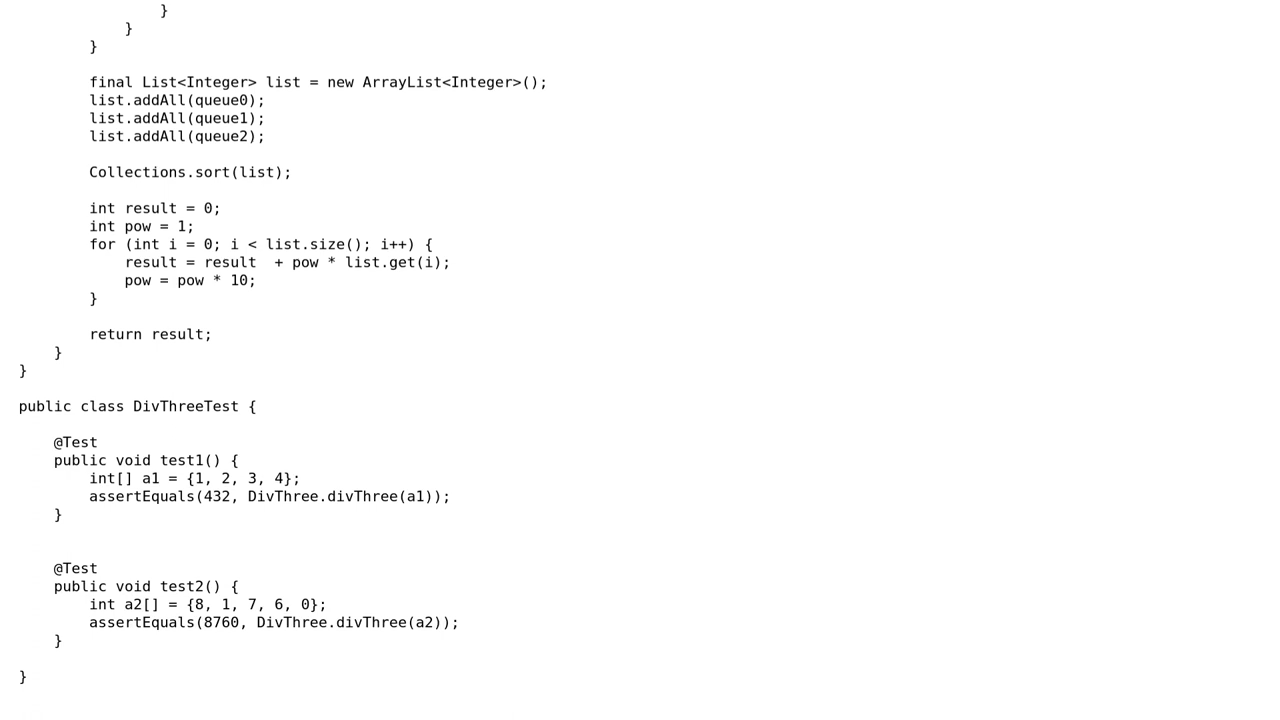 }
            }
        }

        final List<Integer> list = new ArrayList<Integer>();
        list.addAll(queue0);
        list.addAll(queue1);
        list.addAll(queue2);

        Collections.sort(list);

        int result = 0;
        int pow = 1;
        for (int i = 0; i < list.size(); i++) {
            result = result  + pow * list.get(i);
            pow = pow * 10;
        }

        return result;
    }
}

public class DivThreeTest {

    @Test
    public void test1() {
        int[] a1 = {1, 2, 3, 4};
        assertEquals(432, DivThree.divThree(a1));
    }


    @Test
    public void test2() {
        int a2[] = {8, 1, 7, 6, 0};
        assertEquals(8760, DivThree.divThree(a2));
    }

}